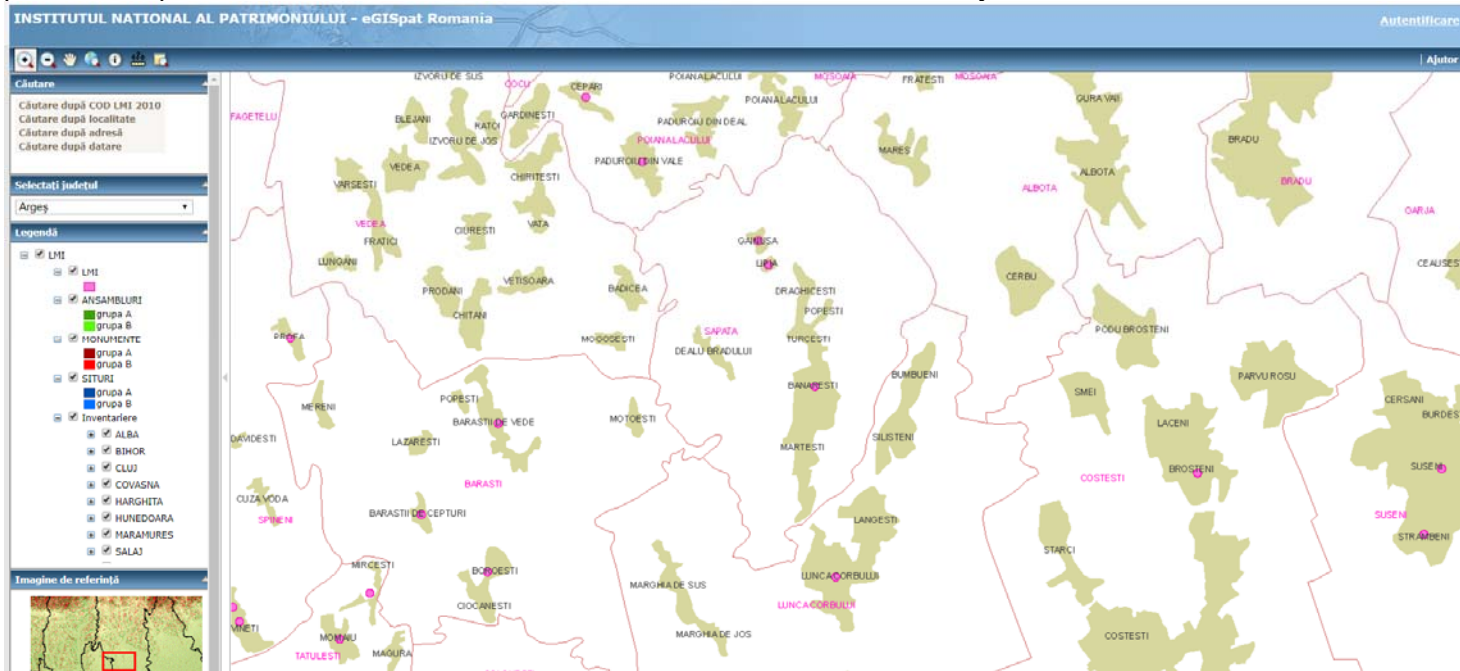 INSTITUTUL NATIONAL AL PATRIMONIULUI - eGISpat Romania
Autentificare
| Ajutor
Căutare
Căutare după COD LMI 2010
Căutare după localitate
Căutare după adresă
Căutare după datare
Selectați județul
Argeș
Legendă
LMI
LMI
ANSAMBLURI
grupa A
grupa B
MONUMENTE
grupa A
grupa B
SITURI
grupa A
grupa B
Inventariere
ALBA
BIHOR
CLUJ
COVASNA
HARGHITA
HUNEDOARA
MARAMURES
SALAJ
Imagine de referință
IZVORU DE SUS
COCU
CEPARI
POIANA LACULUI
MOSOAIA
FRATESTI
MOSOAIA
FAGETELU
BLEJANI
RATOI
GARDINESTI
POIANA LACULUI
GURA VAII
PADUROIU DIN DEAL
IZVORU DE JOS
POIANA LACULUI
BRADU
MARES
PADUROIU DIN VALE
VEDEA
CHIRITESTI
ALBOTA
VARSESTI
ALBOTA
BRADU
OARJA
VEDEA
VATA
CIURESTI
FRATICI
GAINUSA
LUNGANI
LIPIA
CEAUSES
CERBU
VETISOARA
PRODANI
BADICEA
DRAGHICESTI
CHITANI
POPESTI
SAPATA
PODU BROSTENI
MOGOSESTI
TURCESTI
DEALU BRADULUI
BUMBUENI
PARVU ROSU
BANARESTI
SMEI
MERENI
POPESTI
CERSANI
BURDES
BARASTII DE VEDE
MOTOESTI
LACENI
DAVIDESTI
LAZARESTI
MARTESTI
SILISTENI
SUSENI
BROSTENI
BARASTI
COSTESTI
CUZA VODA
SPINENI
BARASTII DE CEPTURI
LANGESTI
SUSENI
STRAMBENI
STARCI
MIRCESTI
BOROESTI
LUNCA CORBULUI
MARGHIA DE SUS
CIOCANESTI
LUNCA CORBULUI
VINETI
MOMAIU
MARGHIA DE JOS
COSTESTI
TATULESTI
MAGURA